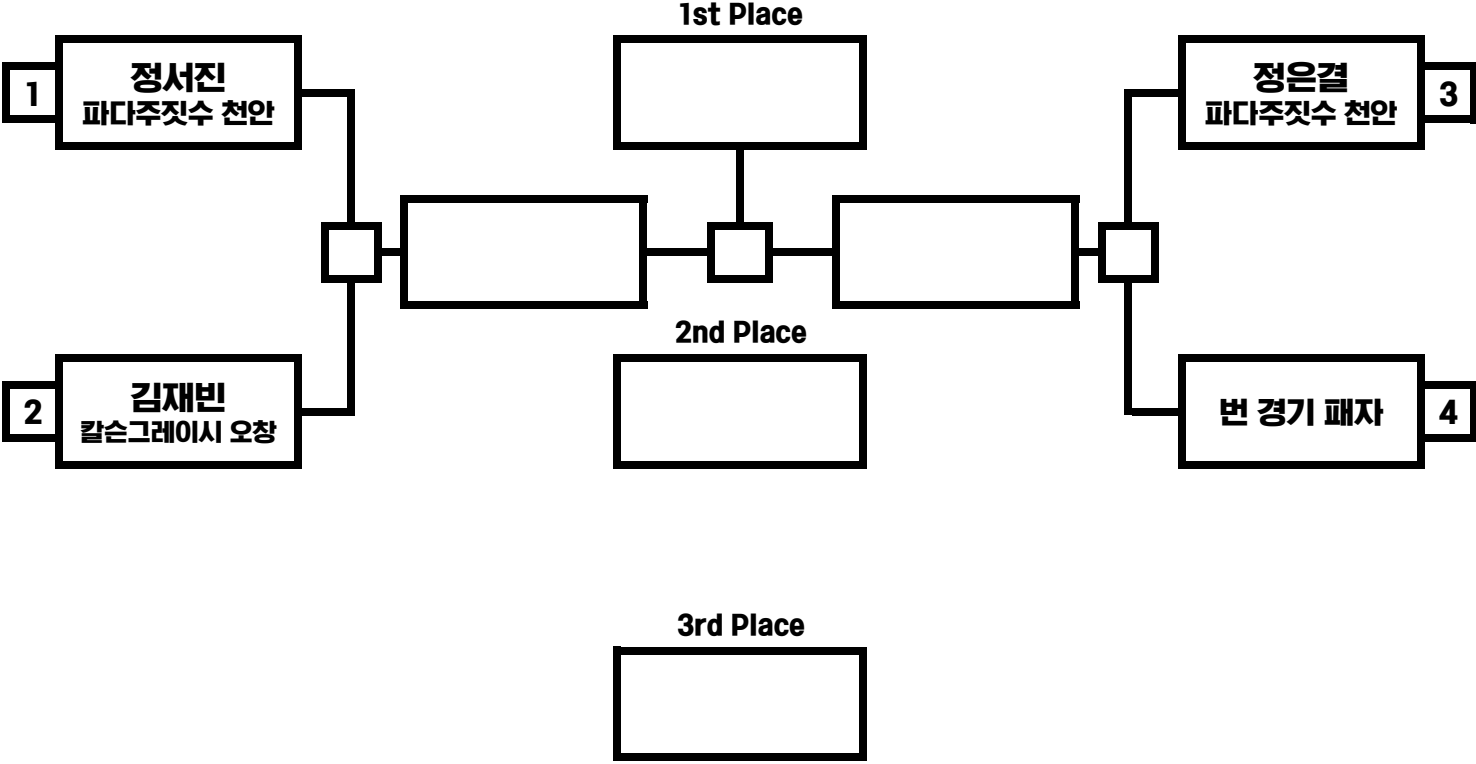 1st Place
1
정서진
파다주짓수 천안
정은결
파다주짓수 천안
3
2nd Place
2
김재빈
칼슨그레이시 오창
번 경기 패자
4
3rd Place